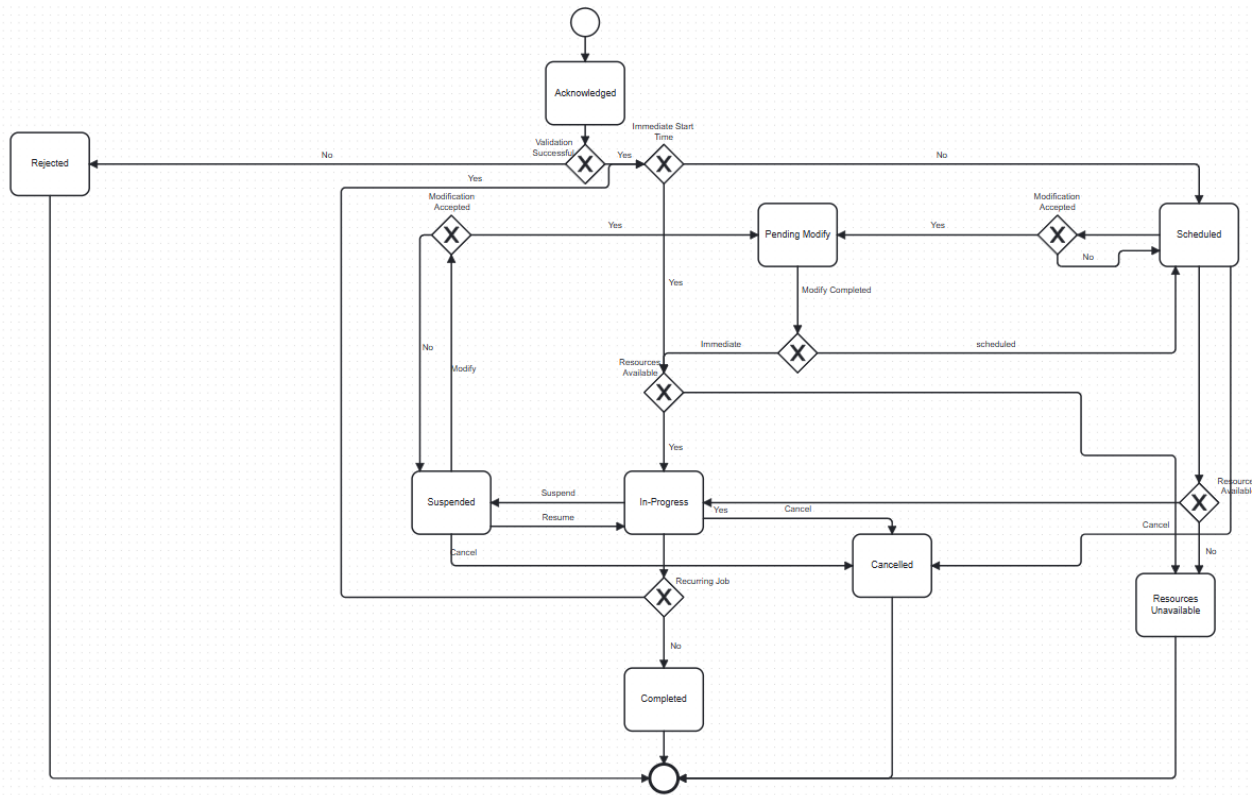 Acknowledged
Immediate Start
Time
Validation
Successful
Yes
No
No
Rejected
Yes
Modification
Accepted
Modification
Accepted
Yes
Pending Modify
Yes
Scheduled
No
Yes
Modify Completed
No
Modify
Immediate
scheduled
Resources
Available
Yes
Suspended
Suspend
In-Progress
Resume
Yes
Cancel
Resource
Available
Cancel
Cancel
Cancelled
No
Recurring Job
Resources
Unavailable
No
Completed